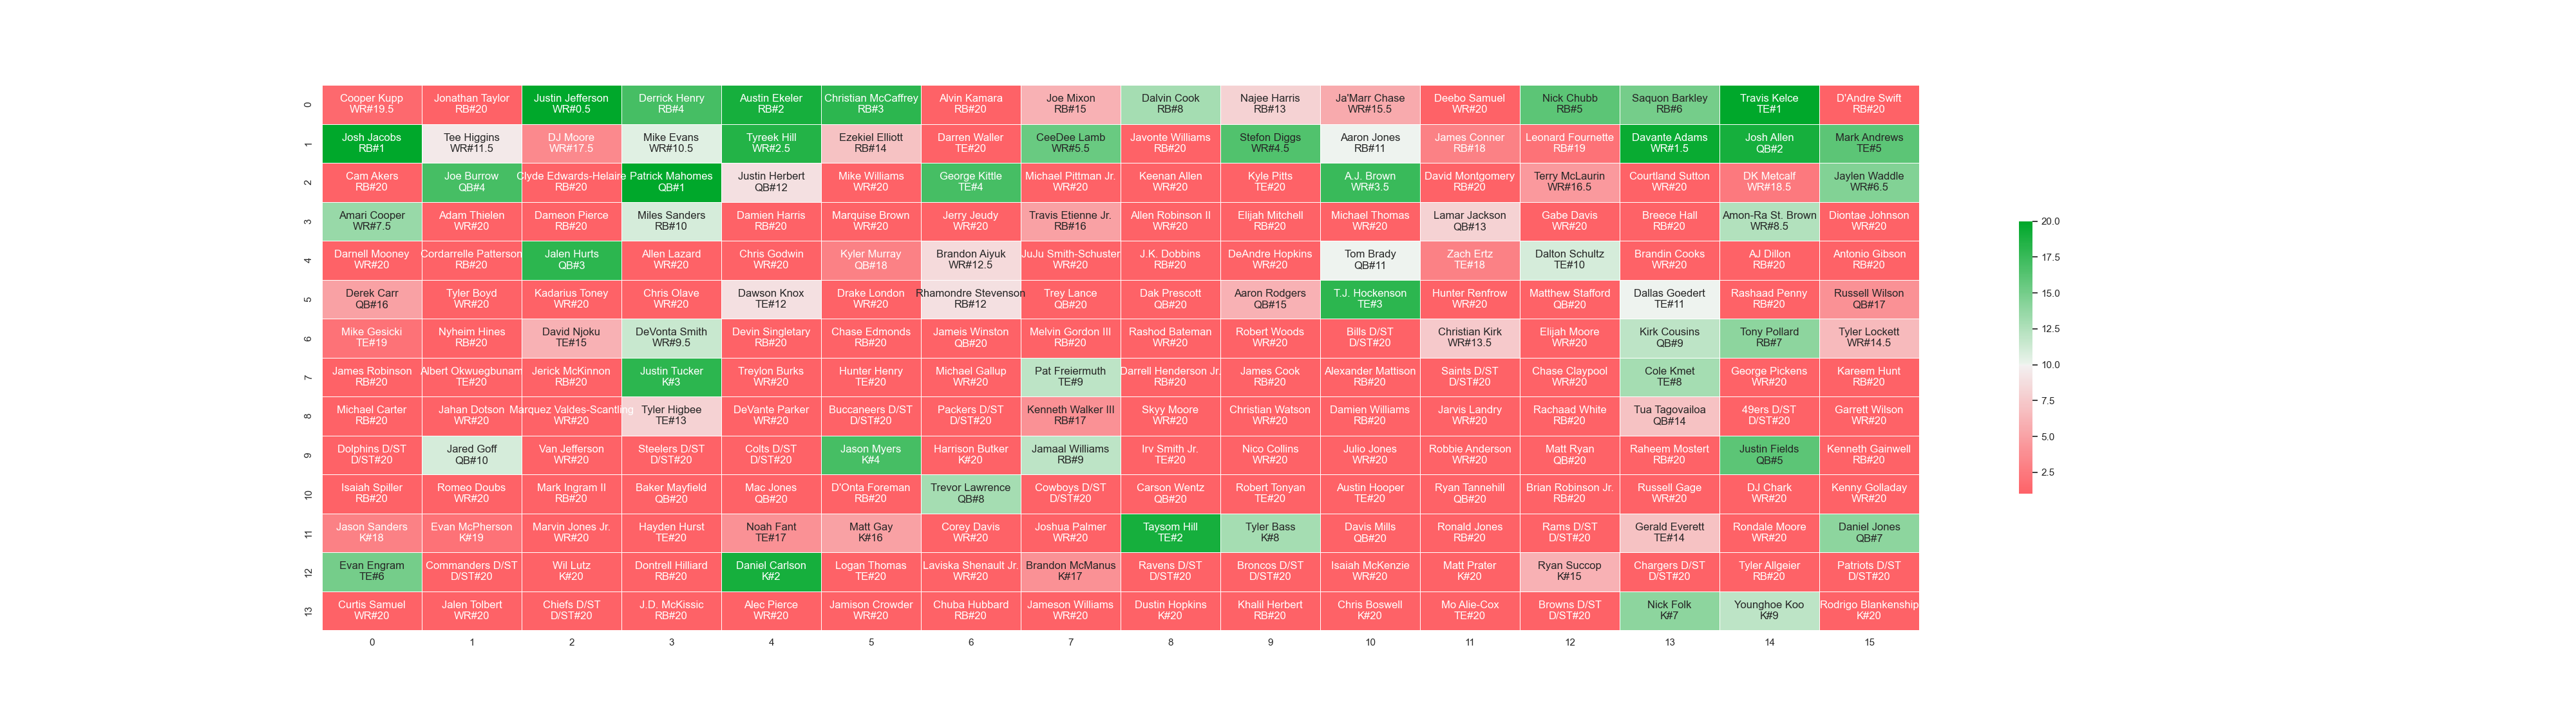 0
Cooper Kupp
WR#19.5
Jonathan Taylor
RB#20
Justin Jefferson
WR#0.5
Derrick Henry
RB#4
Austin Ekeler
RB#2
Christian McCaffrey
RB#3
Alvin Kamara
RB#20
Joe Mixon
RB#15
Dalvin Cook
RB#8
Najee Harris
RB#13
Ja'Marr Chase
WR#15.5
Deebo Samuel
WR#20
Nick Chubb
RB#5
Saquon Barkley
RB#6
Travis Kelce
TE#1
D'Andre Swift
RB#20
1
Josh Jacobs
RB#1
Tee Higgins
WR#11.5
DJ Moore
WR#17.5
Mike Evans
WR#10.5
Tyreek Hill
WR#2.5
Ezekiel Elliott
RB#14
Darren Waller
TE#20
CeeDee Lamb
WR#5.5
Javonte Williams
RB#20
Stefon Diggs
WR#4.5
Aaron Jones
RB#11
James Conner
RB#18
Leonard Fournette
RB#19
Davante Adams
WR#1.5
Josh Allen
QB#2
Mark Andrews
TE#5
2
Cam Akers
RB#20
Joe Burrow
QB#4
Clyde Edwards-Helaire
RB#20
Patrick Mahomes
QB#1
Justin Herbert
QB#12
Mike Williams
WR#20
George Kittle
TE#4
Michael Pittman Jr.
WR#20
Keenan Allen
WR#20
Kyle Pitts
TE#20
A.J. Brown
WR#3.5
David Montgomery
RB#20
Terry McLaurin
WR#16.5
Courtland Sutton
WR#20
DK Metcalf
WR#18.5
Jaylen Waddle
WR#6.5
3
Amari Cooper
WR#7.5
Adam Thielen
WR#20
Dameon Pierce
RB#20
Miles Sanders
RB#10
Damien Harris
RB#20
Marquise Brown
WR#20
Jerry Jeudy
WR#20
Travis Etienne Jr.
RB#16
Allen Robinson II
WR#20
Elijah Mitchell
RB#20
Michael Thomas
WR#20
Lamar Jackson
QB#13
Gabe Davis
WR#20
Breece Hall
RB#20
Amon-Ra St. Brown
WR#8.5
Diontae Johnson
WR#20
4
Darnell Mooney
WR#20
Cordarrelle Patterson
RB#20
Jalen Hurts
QB#3
Allen Lazard
WR#20
Chris Godwin
WR#20
Kyler Murray
QB#18
Brandon Aiyuk
WR#12.5
JuJu Smith-Schuster
WR#20
J.K. Dobbins
RB#20
DeAndre Hopkins
WR#20
Tom Brady
QB#11
Zach Ertz
TE#18
Dalton Schultz
TE#10
Brandin Cooks
WR#20
AJ Dillon
RB#20
Antonio Gibson
RB#20
5
Derek Carr
QB#16
Tyler Boyd
WR#20
Kadarius Toney
WR#20
Chris Olave
WR#20
Dawson Knox
TE#12
Drake London
WR#20
Rhamondre Stevenson
RB#12
Trey Lance
QB#20
Dak Prescott
QB#20
Aaron Rodgers
QB#15
T.J. Hockenson
TE#3
Hunter Renfrow
WR#20
Matthew Stafford
QB#20
Dallas Goedert
TE#11
Rashaad Penny
RB#20
Russell Wilson
QB#17
6
Mike Gesicki
TE#19
Nyheim Hines
RB#20
David Njoku
TE#15
DeVonta Smith
WR#9.5
Devin Singletary
RB#20
Chase Edmonds
RB#20
Jameis Winston
QB#20
Melvin Gordon III
RB#20
Rashod Bateman
WR#20
Robert Woods
WR#20
Bills D/ST
D/ST#20
Christian Kirk
WR#13.5
Elijah Moore
WR#20
Kirk Cousins
QB#9
Tony Pollard
RB#7
Tyler Lockett
WR#14.5
7
James Robinson
RB#20
Albert Okwuegbunam
TE#20
Jerick McKinnon
RB#20
Justin Tucker
K#3
Treylon Burks
WR#20
Hunter Henry
TE#20
Michael Gallup
WR#20
Pat Freiermuth
TE#9
Darrell Henderson Jr.
RB#20
James Cook
RB#20
Alexander Mattison
RB#20
Saints D/ST
D/ST#20
Chase Claypool
WR#20
Cole Kmet
TE#8
George Pickens
WR#20
Kareem Hunt
RB#20
8
Michael Carter
RB#20
Jahan Dotson
WR#20
Marquez Valdes-Scantling
WR#20
Tyler Higbee
TE#13
DeVante Parker
WR#20
Buccaneers D/ST
D/ST#20
Packers D/ST
D/ST#20
Kenneth Walker III
RB#17
Skyy Moore
WR#20
Christian Watson
WR#20
Damien Williams
RB#20
Jarvis Landry
WR#20
Rachaad White
RB#20
Tua Tagovailoa
QB#14
49ers D/ST
D/ST#20
Garrett Wilson
WR#20
9
Dolphins D/ST
D/ST#20
Jared Goff
QB#10
Van Jefferson
WR#20
Steelers D/ST
D/ST#20
Colts D/ST
D/ST#20
Jason Myers
K#4
Harrison Butker
K#20
Jamaal Williams
RB#9
Irv Smith Jr.
TE#20
Nico Collins
WR#20
Julio Jones
WR#20
Robbie Anderson
WR#20
Matt Ryan
QB#20
Raheem Mostert
RB#20
Justin Fields
QB#5
Kenneth Gainwell
RB#20
10
Isaiah Spiller
RB#20
Romeo Doubs
WR#20
Mark Ingram II
RB#20
Baker Mayfield
QB#20
Mac Jones
QB#20
D'Onta Foreman
RB#20
Trevor Lawrence
QB#8
Cowboys D/ST
D/ST#20
Carson Wentz
QB#20
Robert Tonyan
TE#20
Austin Hooper
TE#20
Ryan Tannehill
QB#20
Brian Robinson Jr.
RB#20
Russell Gage
WR#20
DJ Chark
WR#20
Kenny Golladay
WR#20
11
Jason Sanders
K#18
Evan McPherson
K#19
Marvin Jones Jr.
WR#20
Hayden Hurst
TE#20
Noah Fant
TE#17
Matt Gay
K#16
Corey Davis
WR#20
Joshua Palmer
WR#20
Taysom Hill
TE#2
Tyler Bass
K#8
Davis Mills
QB#20
Ronald Jones
RB#20
Rams D/ST
D/ST#20
Gerald Everett
TE#14
Rondale Moore
WR#20
Daniel Jones
QB#7
12
Evan Engram
TE#6
Commanders D/ST
D/ST#20
Wil Lutz
K#20
Dontrell Hilliard
RB#20
Daniel Carlson
K#2
Logan Thomas
TE#20
Laviska Shenault Jr.
WR#20
Brandon McManus
K#17
Ravens D/ST
D/ST#20
Broncos D/ST
D/ST#20
Isaiah McKenzie
WR#20
Matt Prater
K#20
Ryan Succop
K#15
Chargers D/ST
D/ST#20
Tyler Allgeier
RB#20
Patriots D/ST
D/ST#20
13
Curtis Samuel
WR#20
Jalen Tolbert
WR#20
Chiefs D/ST
D/ST#20
J.D. McKissic
RB#20
Alec Pierce
WR#20
Jamison Crowder
WR#20
Chuba Hubbard
RB#20
Jameson Williams
WR#20
Dustin Hopkins
K#20
Khalil Herbert
RB#20
Chris Boswell
K#20
Mo Alie-Cox
TE#20
Browns D/ST
D/ST#20
Nick Folk
K#7
Younghoe Koo
K#9
Rodrigo Blankenship
K#20
0
1
2
3
4
5
6
7
8
9
10
11
12
13
14
15
20.0
17.5
15.0
12.5
10.0
7.5
5.0
2.5